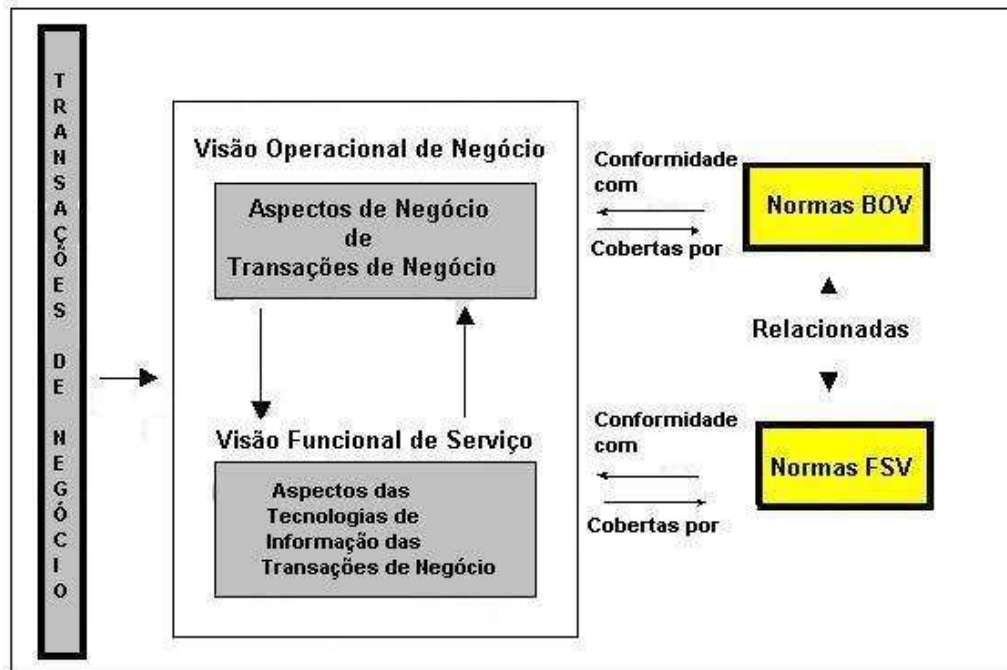 TRANSAÇÕES DE NEGÓCIO
Visão Operacional de Negócio
Aspectos de Negócio
de
Transações de Negócio
Conformidade
com
Cobertas por
Normas BOV
Relacionadas
Visão Funcional de Serviço
Aspectos das
Tecnologias de
Informação das
Transações de Negócio
Conformidade
com
Cobertas por
Normas FSV